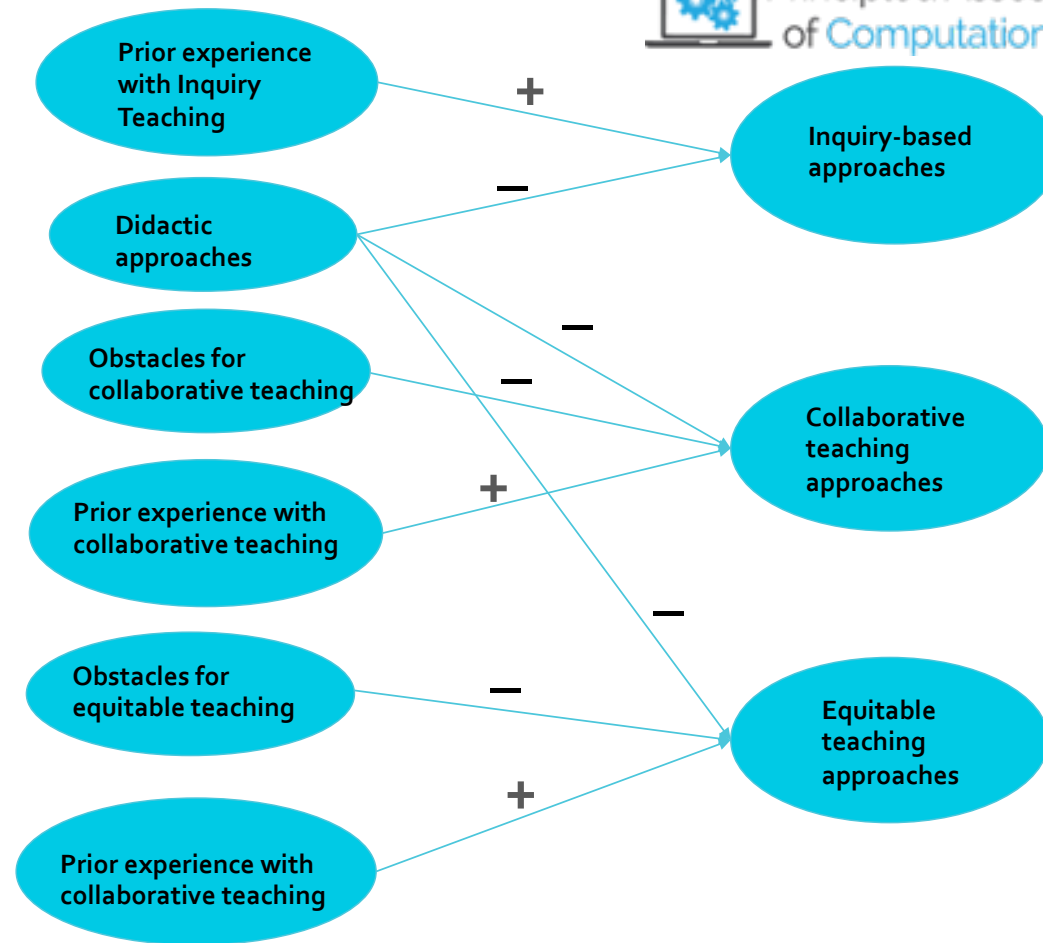 of Computation
Prior experience
with Inquiry
Teaching
+
Inquiry-based
approaches
–
Didactic
approaches
–
Obstacles for
collaborative teaching
–
Collaborative
teaching
approaches
+
Prior experience with
collaborative teaching
–
Obstacles for
equitable teaching
–
Equitable
teaching
approaches
+
Prior experience with
collaborative teaching